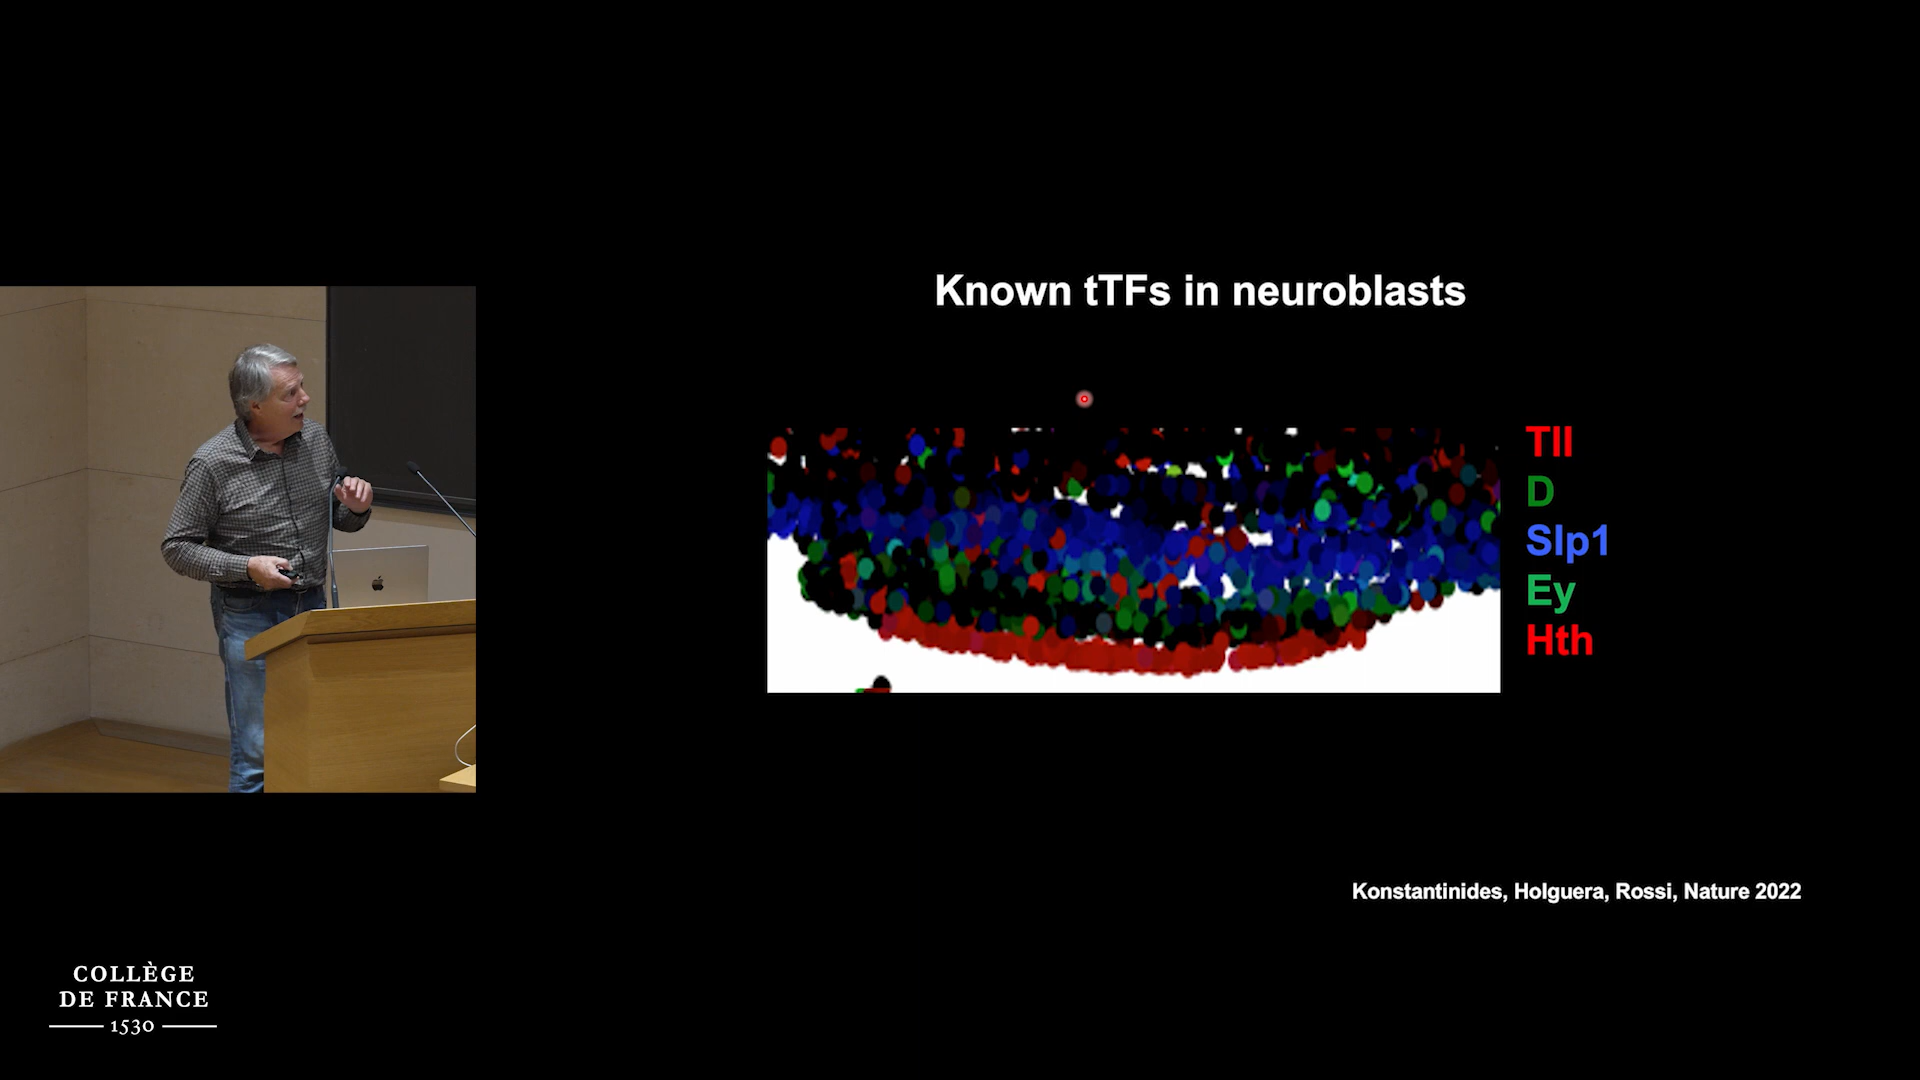 Known tTFs in neuroblasts
Tll
D
Slp1
Ey
Hth
Konstantinides, Holguera, Rossi, Nature 2022
COLLÈGE
DE FRANCE
1530